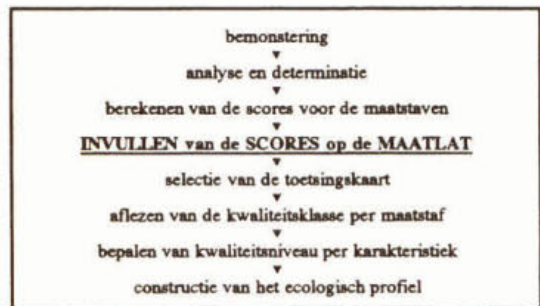 bemonstering
analyse en determinatie
berekenen van de scores voor de maatstaven
INVULLEN van de SCORES op de MAATLAT
selectie van de toetsingskaart
aflezen van de kwaliteitsklasse per maatstaf
bepalen van kwaliteitsniveau per karakteristiek
constructie van het ecologisch profiel